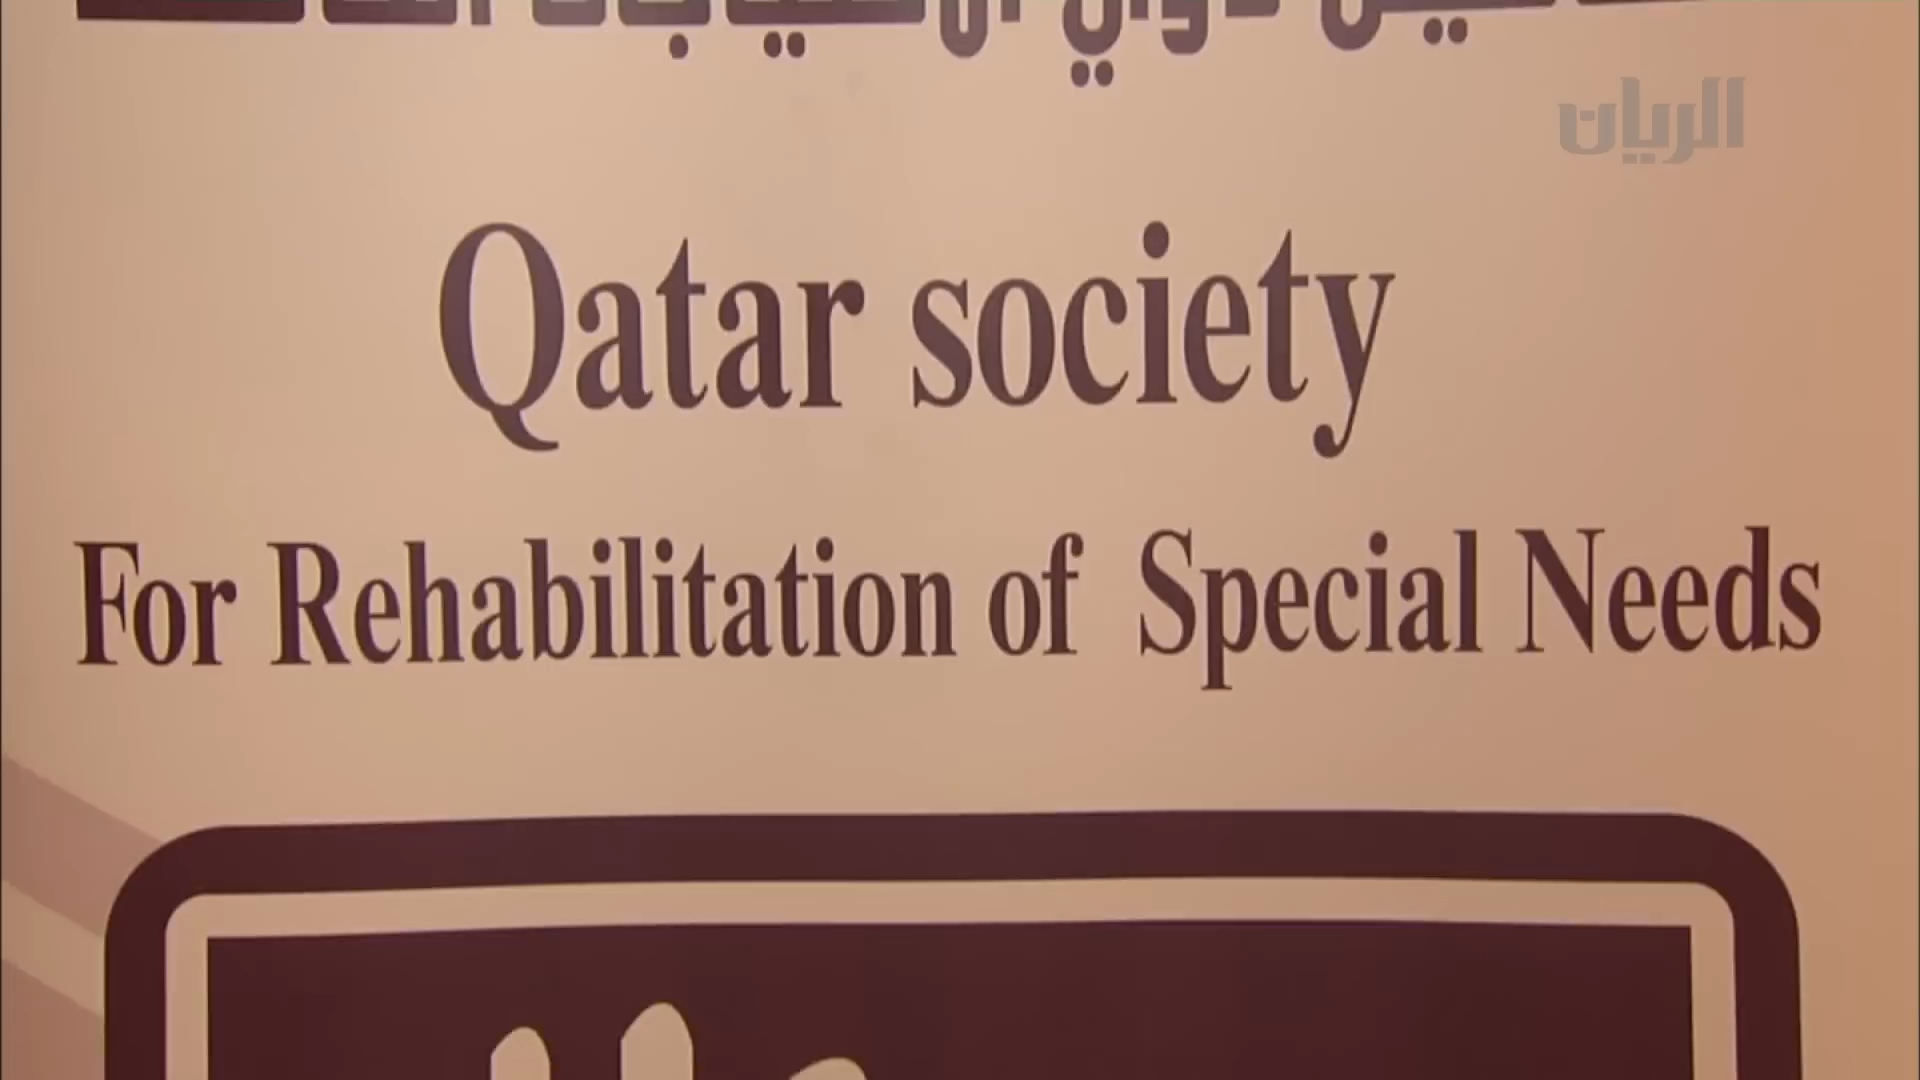 الريان
Qatar society
For Rehabilitation of Special Needs